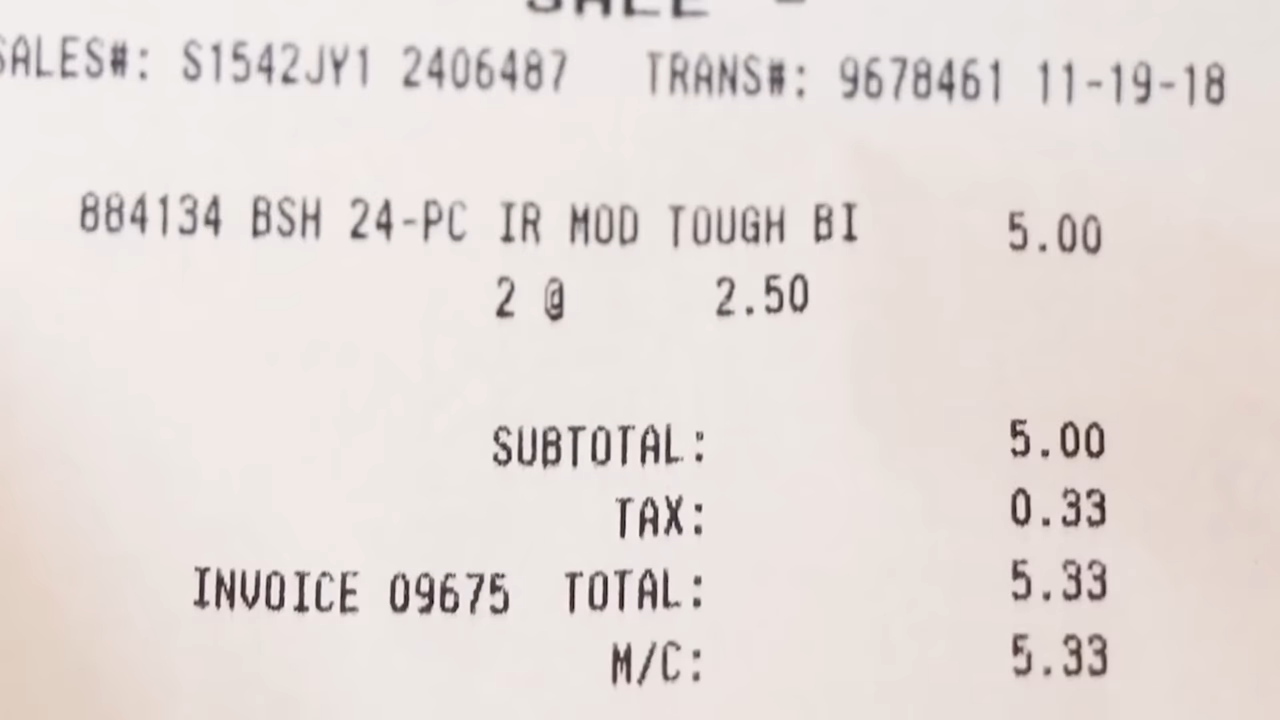 SALE -
SALES#: S1542JY1 2406487 TRANS#: 9678461 11-19-18
884134 BSH 24-PC IR MOD TOUGH BI 5.00
2 @ 2.50
SUBTOTAL: 5.00
TAX: 0.33
INVOICE 09675 TOTAL: 5.33
M/C: 5.33